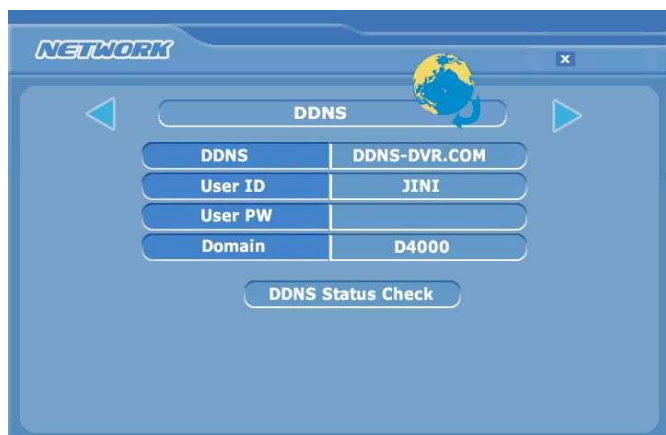 NETWORK
X
DDNS
DDNS DDNS-DVR.COM
User ID JINI
User PW
Domain D4000
DDNS Status Check